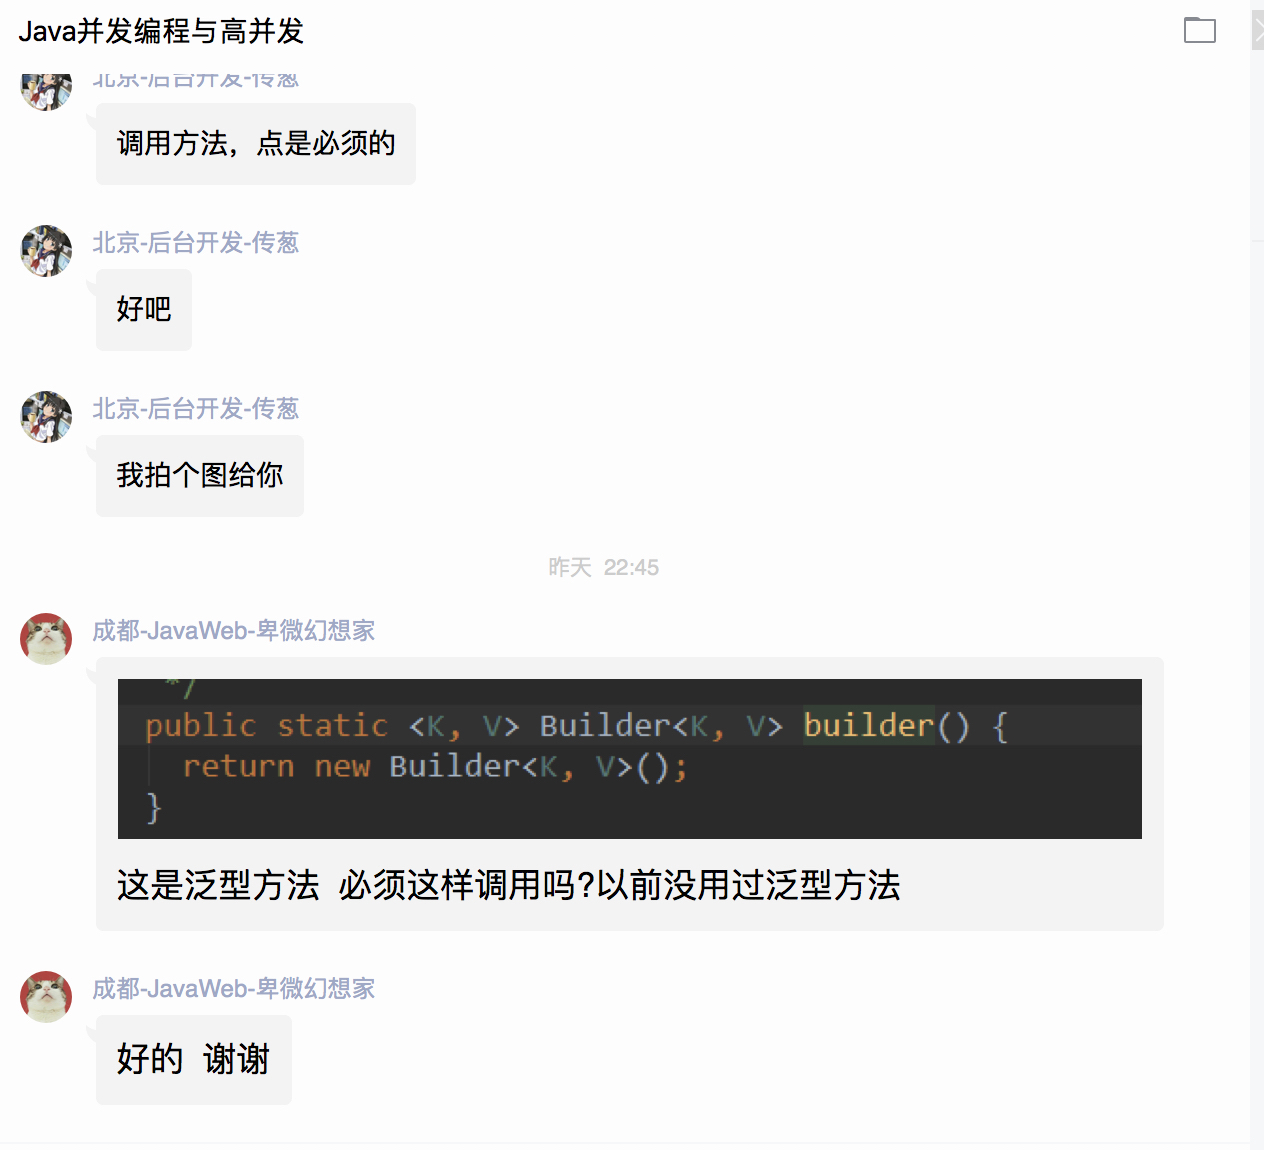 Java并发编程与高并发
北京-后台开发-传葱
调用方法，点是必须的
北京-后台开发-传葱
好吧
北京-后台开发-传葱
我拍个图给你
昨天 22:45
成都-JavaWeb-卑微幻想家
*/
public static <K, V> Builder<K, V> builder() {
return new Builder<K, V>();
}
这是泛型方法 必须这样调用吗?以前没用过泛型方法
成都-JavaWeb-卑微幻想家
好的 谢谢